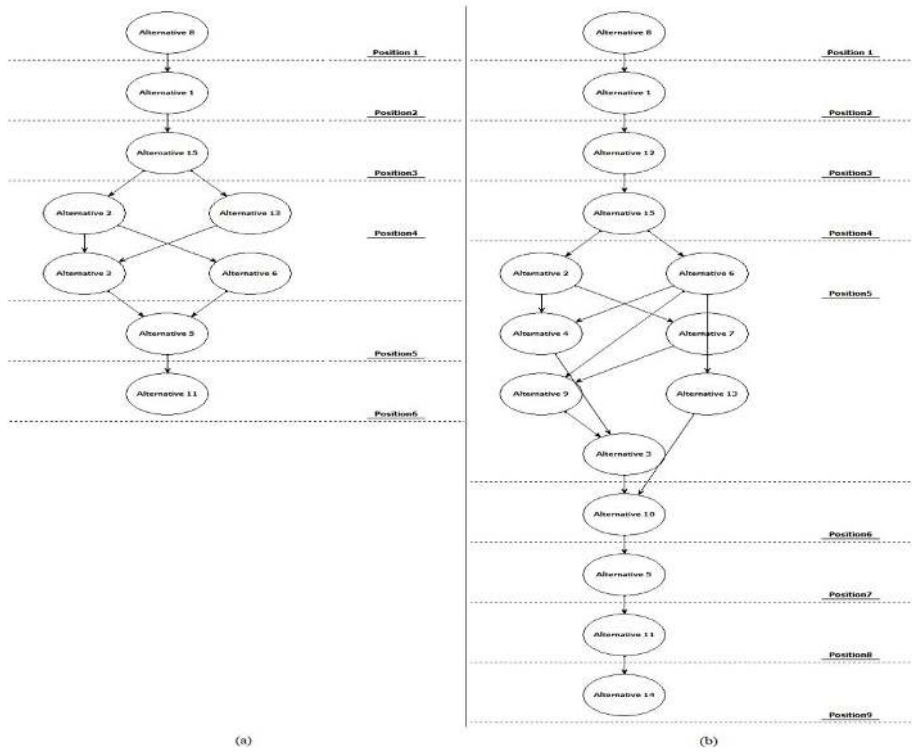 Alternative 8
Position 1
Alternative 1
Position2
Alternative 15
Position3
Alternative 2
Alternative 13
Position4
Alternative 3
Alternative 6
Alternative 5
Position5
Alternative 11
Position6
(a)
Alternative 8
Position 1
Alternative 1
Position2
Alternative 12
Position3
Alternative 15
Position4
Alternative 2
Alternative 6
Position5
Alternative 4
Alternative 7
Alternative 9
Alternative 13
Alternative 3
Alternative 10
Position6
Alternative 5
Position7
Alternative 11
Position8
Alternative 14
Position9
(b)